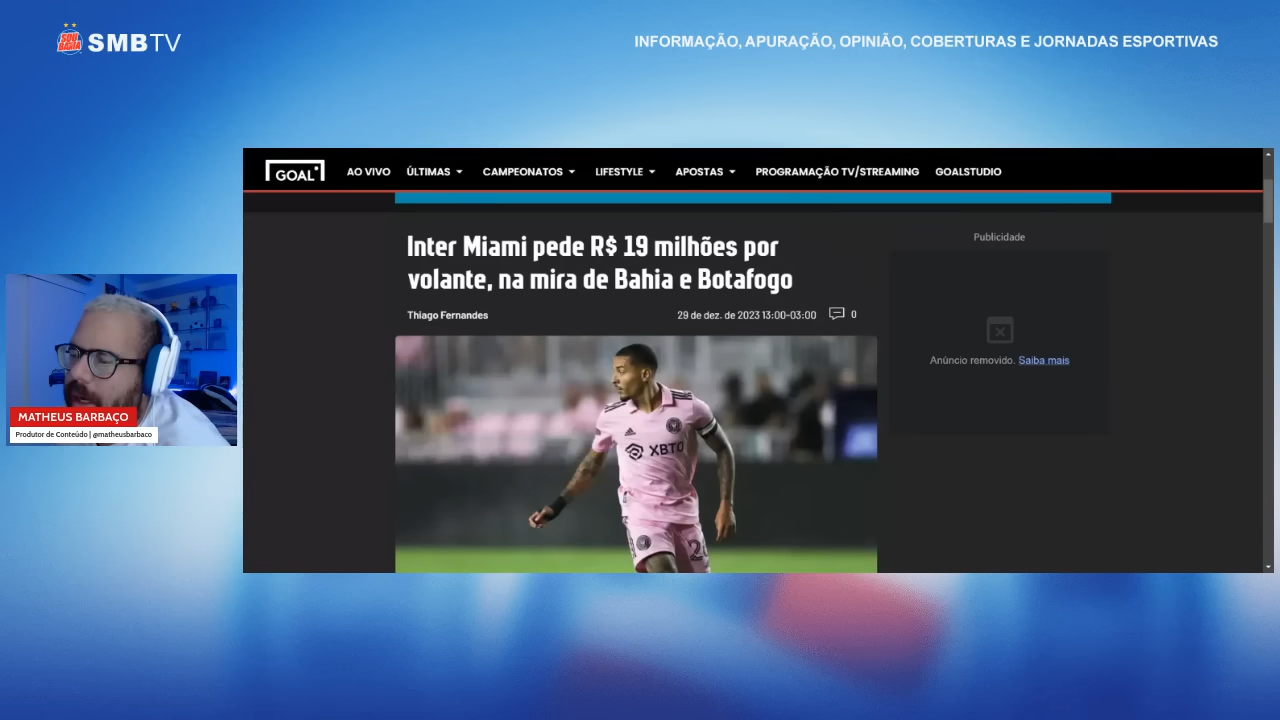 SOU BAHIA
SMBTV
INFORMAÇÃO, APURAÇÃO, OPINIÃO, COBERTURAS E JORNADAS ESPORTIVAS
GOAL
AO VIVO ÚLTIMAS CAMPEONATOS LIFESTYLE APOSTAS PROGRAMAÇÃO TV/STREAMING GOALSTUDIO
Inter Miami pede R$ 19 milhões por
volante, na mira de Bahia e Botafogo
Thiago Fernandes 29 de dez. de 2023 13:00-03:00 0
Publicidade
Anúncio removido. Saiba mais
XBTO
MATHEUS BARBAÇO
Produtor de Conteúdo | @matheusbarbaco